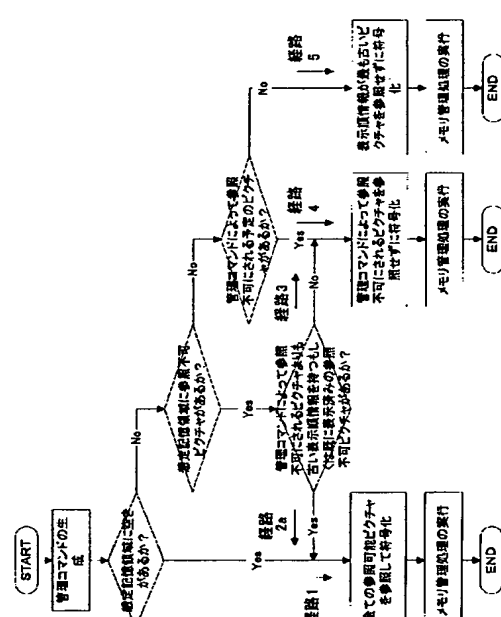 START
管理コマンドの生
成
想定記憶領域に空き
があるか?
No
Yes
想定記憶領域に参照不可
ピクチャがあるか?
No
Yes
管理コマンドによって参照
不可にされる予定のピクチ
ャがあるか?
No
Yes
管理コマンドによって参照
不可にされるピクチャよりも
古い表示順情報を持つもし
くは既に表示済みの参照
不可ピクチャがあるか?
No
Yes
経路1
経路
2a
経路3
経路
4
経路
5
全ての参照可能ピクチャ
を参照して符号化
メモリ管理処理の実行
END
管理コマンドによって参照
不可にされるピクチャを参
照せずに符号化
メモリ管理処理の実行
END
表示順情報が最も古いピ
クチャを参照せずに符号
化
メモリ管理処理の実行
END